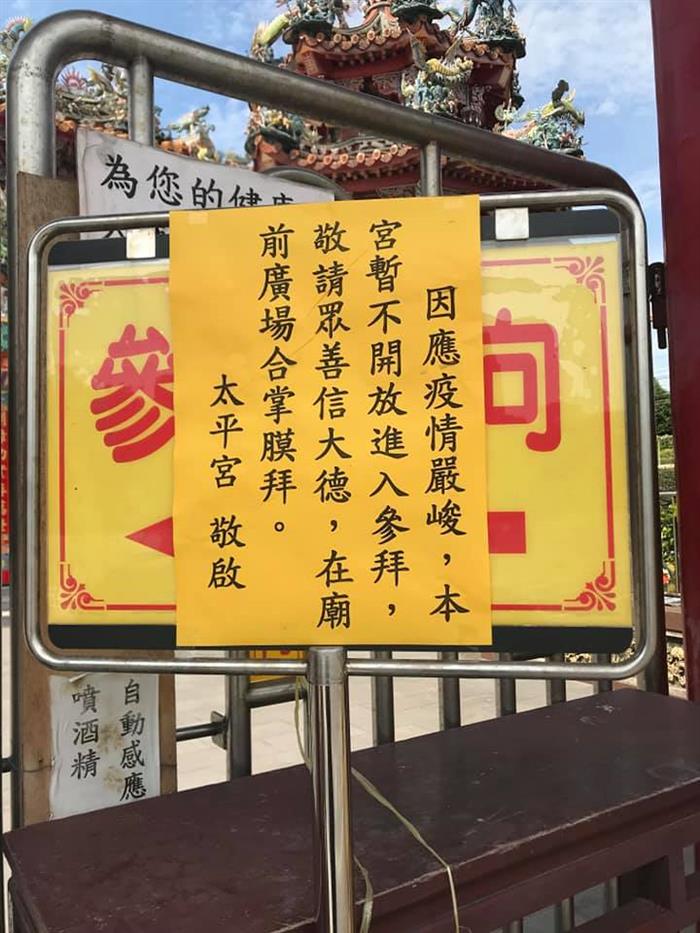 為您的健康
因應疫情嚴峻，本
宮暫不開放進入參拜，
敬請眾善信大德，在廟
前廣場合掌膜拜。
太平宮 敬啟
參
向
自動感應
噴酒精